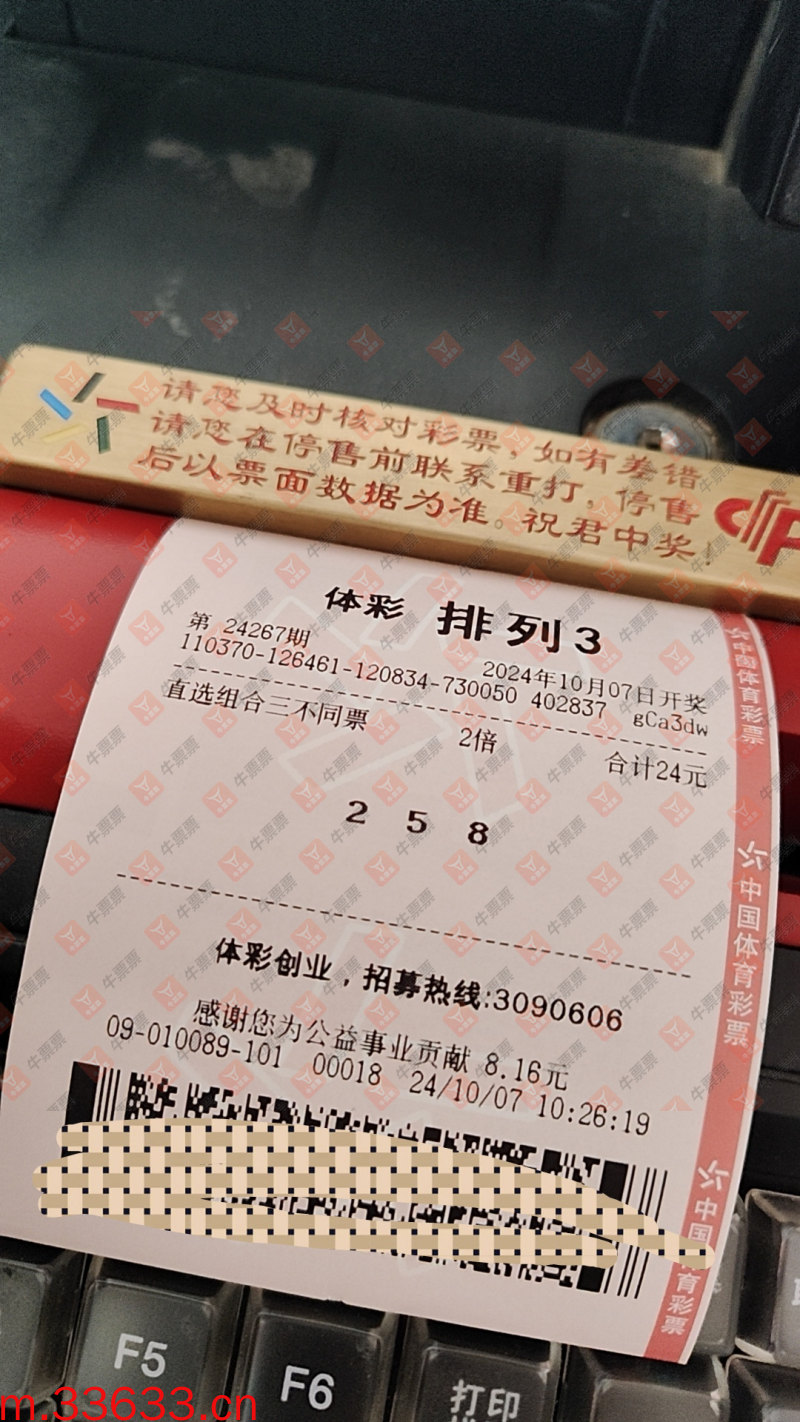 请您及时核对彩票，如有差错
请您在停售前联系重打，停售
后以票面数据为准。祝君中奖！
体彩 排列3
第 24267期 2024年10月07日开奖
110370-126461-120834-730050 402837 gCa3dw
直选组合三不同票 2倍 合计24元
2 5 8
体彩创业，招募热线:3090606
感谢您为公益事业贡献 8.16元
09-010089-101 00018 24/10/07 10:26:19
中国体育彩票
中国体育彩票
中国体育彩票
牛票票
F5
F6
打印
m.33633.cn